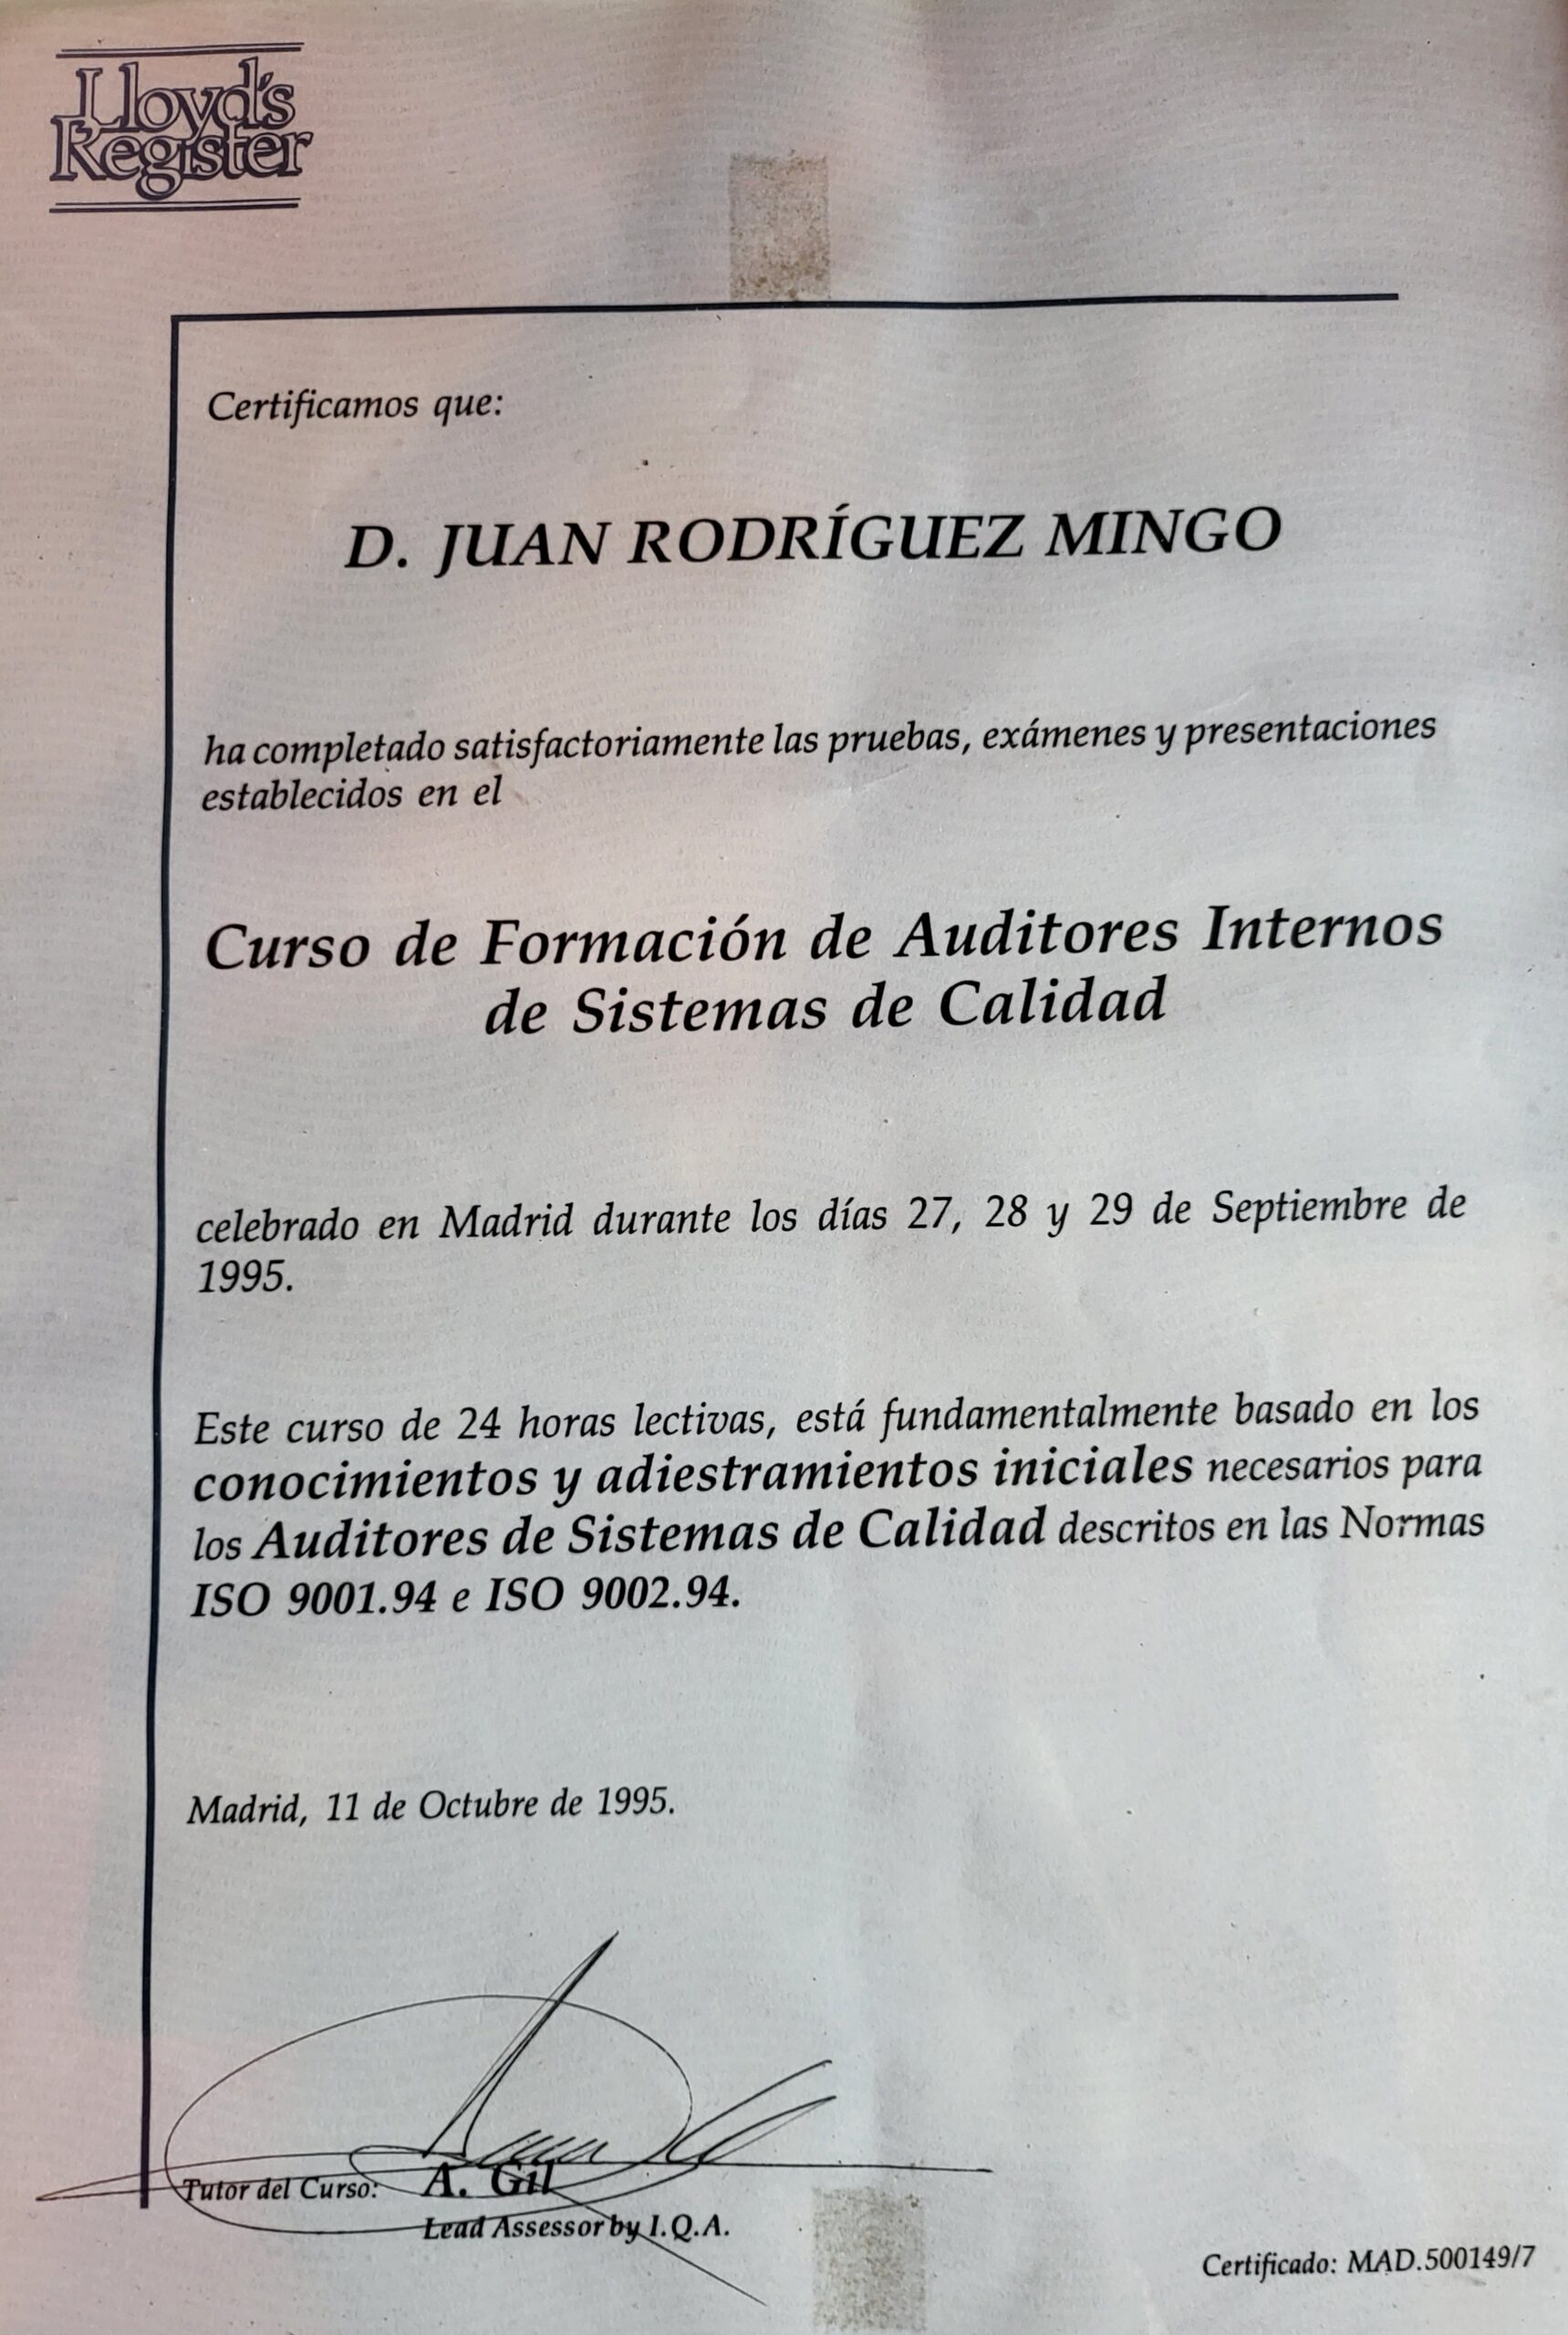 Lloyd's
Register
Certificamos que:
D. JUAN RODRÍGUEZ MINGO
ha completado satisfactoriamente las pruebas, exámenes y presentaciones
establecidos en el
Curso de Formación de Auditores Internos
de Sistemas de Calidad
celebrado en Madrid durante los días 27, 28 y 29 de Septiembre de
1995.
Este curso de 24 horas lectivas, está fundamentalmente basado en los
conocimientos y adiestramientos iniciales necesarios para
los Auditores de Sistemas de Calidad descritos en las Normas
ISO 9001.94 e ISO 9002.94.
Madrid, 11 de Octubre de 1995.
Tutor del Curso: A. Gil
Lead Assessor by I.Q.A.
Certificado: MAD.500149/7